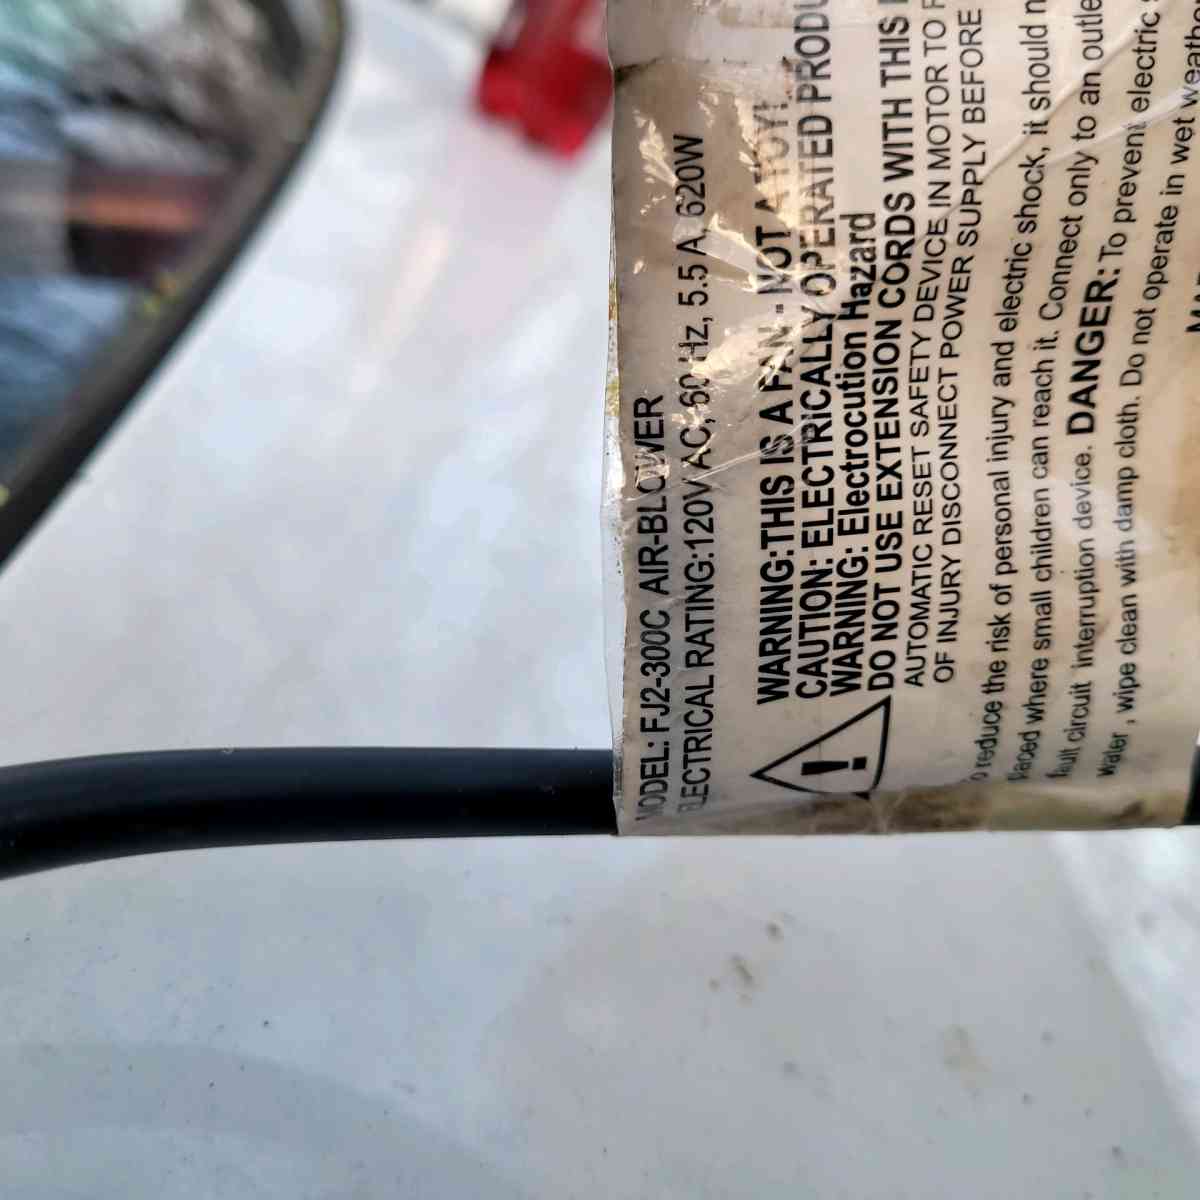 MODEL: FJ2-300C AIR-BLOWER
ELECTRICAL RATING:120V AC, 60 Hz, 5.5 A, 620W
WARNING:THIS IS A FAN - NOT A TOY!
CAUTION: ELECTRICALLY OPERATED PRODU
WARNING: Electrocution Hazard
DO NOT USE EXTENSION CORDS WITH THIS
AUTOMATIC RESET SAFETY DEVICE IN MOTOR TO
OF INJURY DISCONNECT POWER SUPPLY BEFORE
o reduce the risk of personal injury and electric shock, it should n
placed where small children can reach it. Connect only to an outle
fault circuit interruption device. DANGER: To prevent electric s
water , wipe clean with damp cloth. Do not operate in wet weather